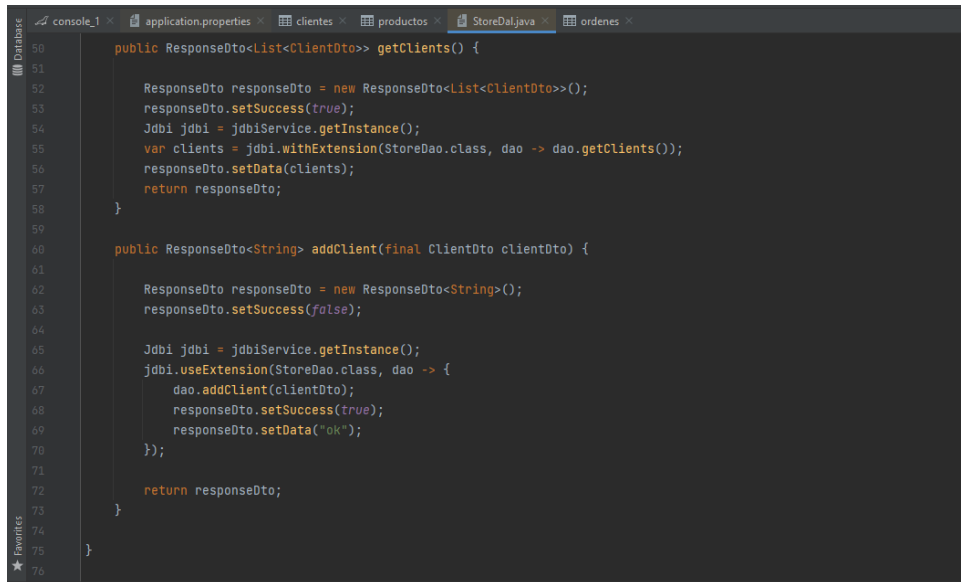 console_1 × application.properties × clientes × productos × StoreDal.java × ordenes ×
Database
50 public ResponseDto<List<ClientDto>> getClients() {
51
52 ResponseDto responseDto = new ResponseDto<List<ClientDto>>();
53 responseDto.setSuccess(true);
54 Jdbi jdbi = jdbiService.getInstance();
55 var clients = jdbi.withExtension(StoreDao.class, dao -> dao.getClients());
56 responseDto.setData(clients);
57 return responseDto;
58 }
59
60 public ResponseDto<String> addClient(final ClientDto clientDto) {
61
62 ResponseDto responseDto = new ResponseDto<String>();
63 responseDto.setSuccess(false);
64
65 Jdbi jdbi = jdbiService.getInstance();
66 jdbi.useExtension(StoreDao.class, dao -> {
67 dao.addClient(clientDto);
68 responseDto.setSuccess(true);
69 responseDto.setData("ok");
70 });
71
72 return responseDto;
73 }
74
75 }
76
Favorites